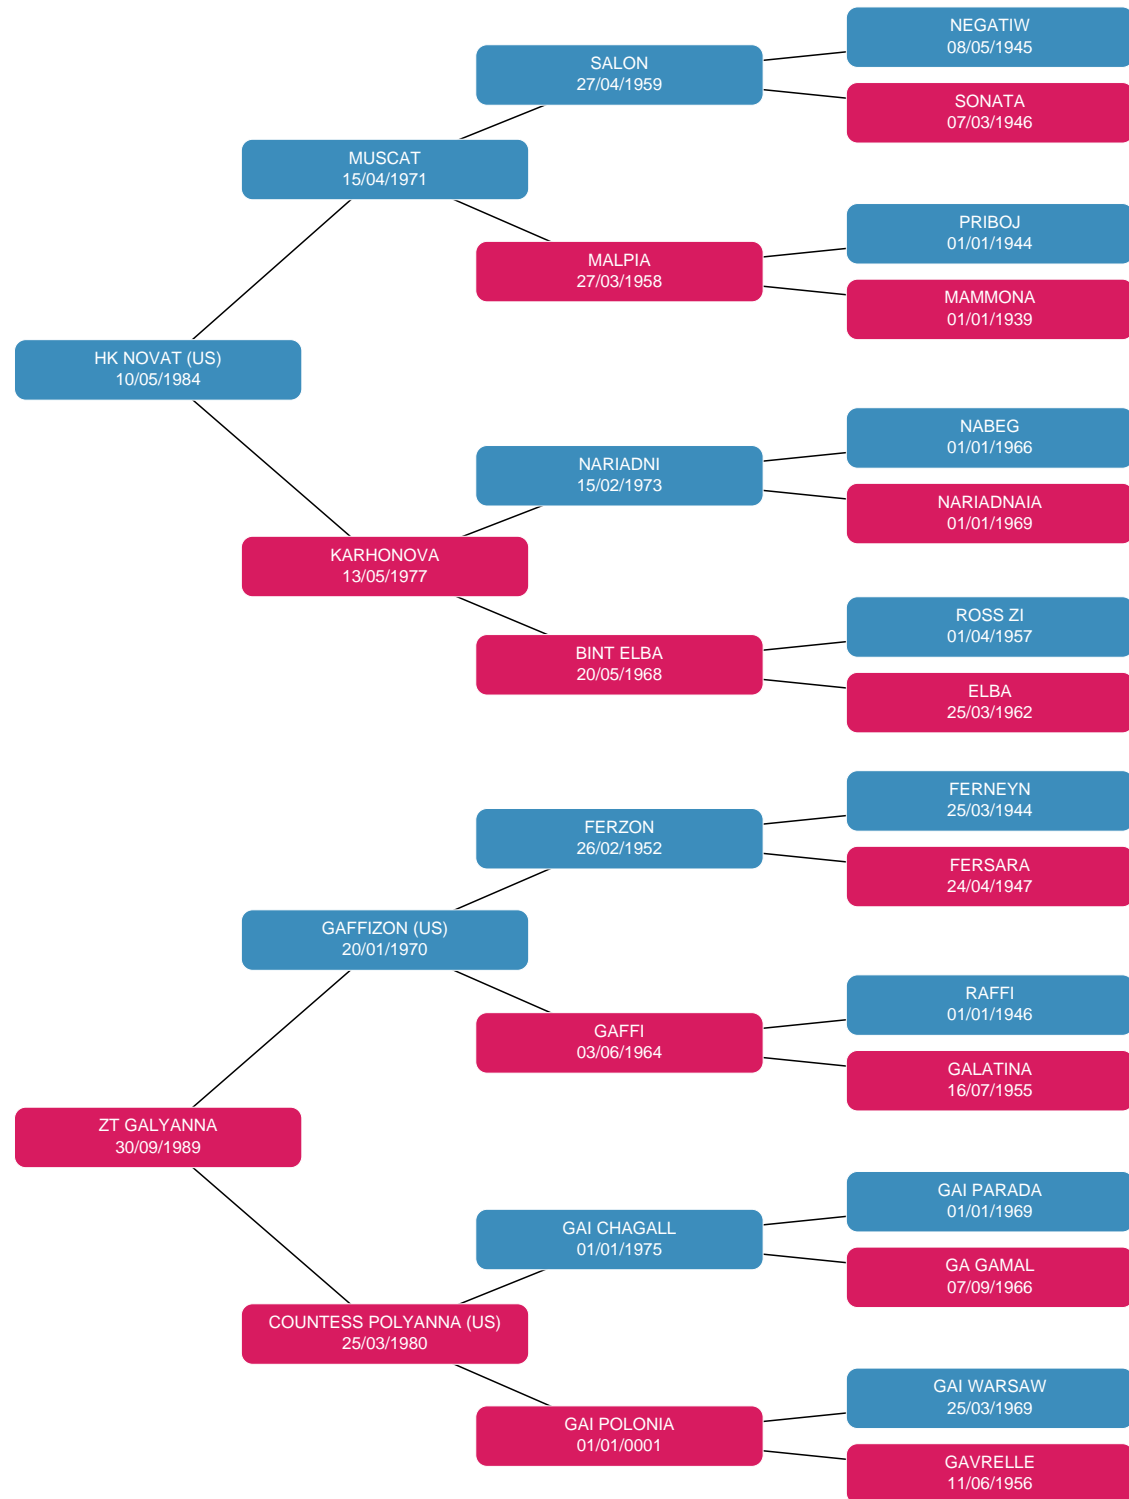 NEGATIW
08/05/1945
SALON
27/04/1959
SONATA
07/03/1946
MUSCAT
15/04/1971
PRIBOJ
01/01/1944
MALPIA
27/03/1958
MAMMONA
01/01/1939
HK NOVAT (US)
10/05/1984
NABEG
01/01/1966
NARIADNI
15/02/1973
NARIADNAIA
01/01/1969
KARHONOVA
13/05/1977
ROSS ZI
01/04/1957
BINT ELBA
20/05/1968
ELBA
25/03/1962
FERNEYN
25/03/1944
FERZON
26/02/1952
FERSARA
24/04/1947
GAFFIZON (US)
20/01/1970
RAFFI
01/01/1946
GAFFI
03/06/1964
GALATINA
16/07/1955
ZT GALYANNA
30/09/1989
GAI PARADA
01/01/1969
GAI CHAGALL
01/01/1975
GA GAMAL
07/09/1966
COUNTESS POLYANNA (US)
25/03/1980
GAI WARSAW
25/03/1969
GAI POLONIA
01/01/0001
GAVRELLE
11/06/1956